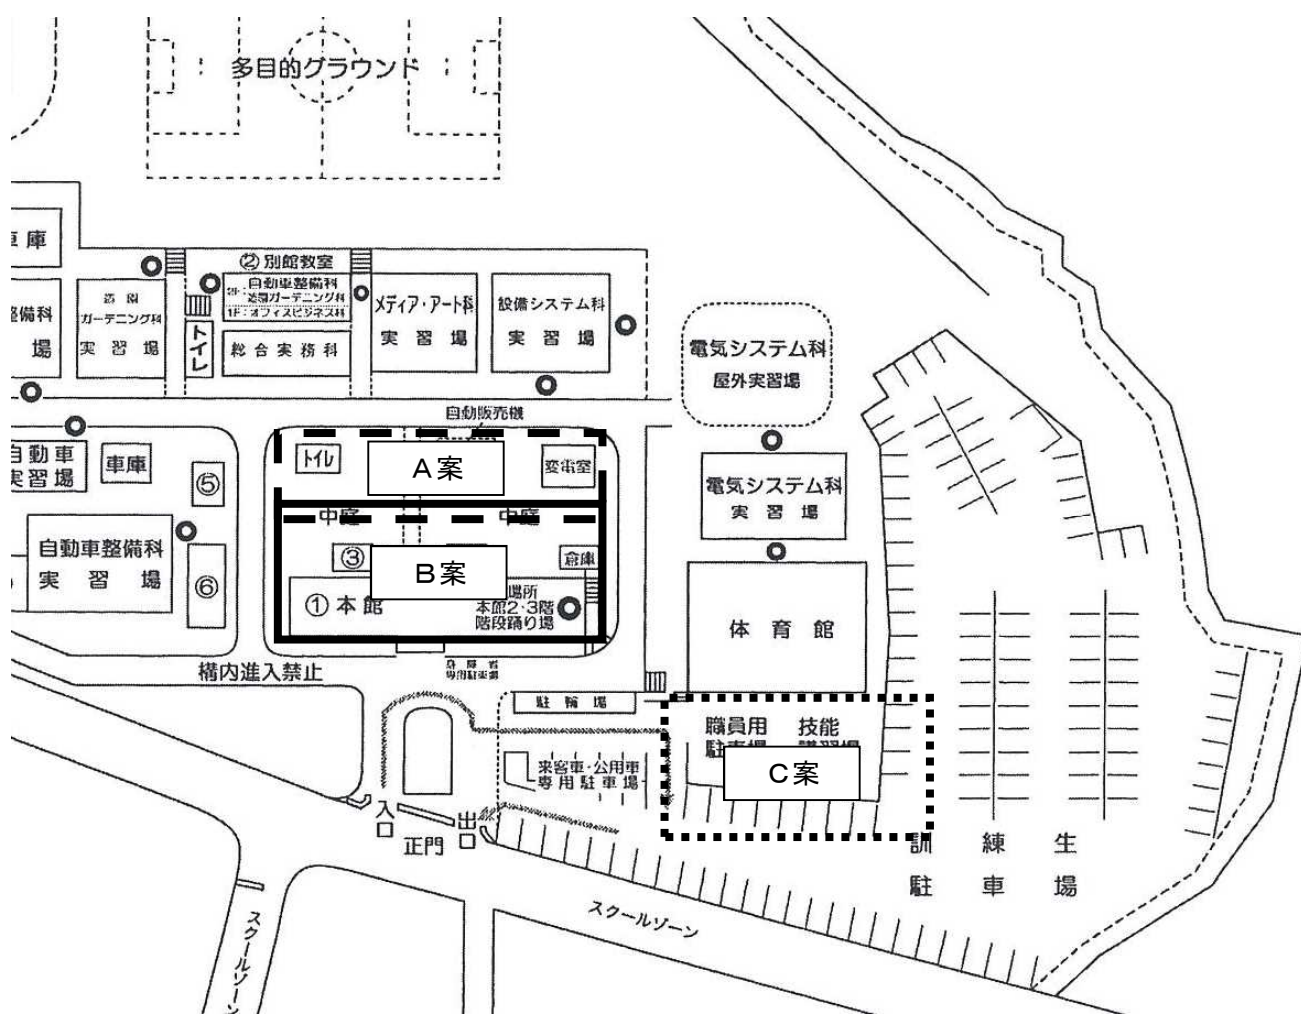 多目的グラウンド
車庫
②別館教室
2F:自動車整備科
造園ガーデニング科
1F:オフィスビジネス科
総合実務科
トイレ
造園
ガーデニング科
実習場
整備科
場
メディア・アート科
実習場
設備システム科
実習場
電気システム科
屋外実習場
自動販売機
自動車
実習場
車庫
⑤
トイレ
A案
変電室
電気システム科
実習場
中庭
中庭
自動車整備科
実習場
⑥
③
B案
倉庫
①本館
場所
本館2・3階
階段踊り場
体育館
構内進入禁止
駐輪場
職員用
駐車場
技能
講習場
C案
来客車・公用車
専用駐車場
入口
出口
正門
訓練生
駐車場
スクールゾーン
スクールゾーン